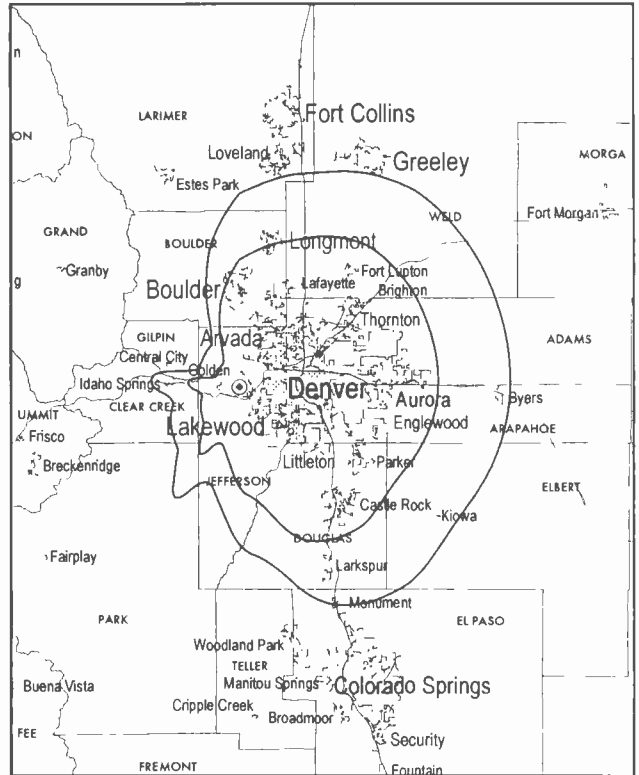 n
LARIMER
Fort Collins
ON
Loveland
Greeley
MORGA
Estes Park
WELD
Fort Morgan
GRAND
BOULDER
Longmont
Granby
Fort Lupton
g
Boulder
Lafayette
Brighton
Thornton
GILPIN
Arvada
ADAMS
Central City
Golden
Idaho Springs
Denver
Aurora
Byers
CLEAR CREEK
SUMMIT
Lakewood
Englewood
ARAPAHOE
Frisco
Littleton
Parker
Breckenridge
JEFFERSON
ELBERT
Castle Rock
Kiowa
DOUGLAS
Fairplay
Larkspur
Monument
PARK
EL PASO
Woodland Park
TELLER
Buena Vista
Manitou Springs
Colorado Springs
Cripple Creek
Broadmoor
FEE
Security
FREMONT
Fountain